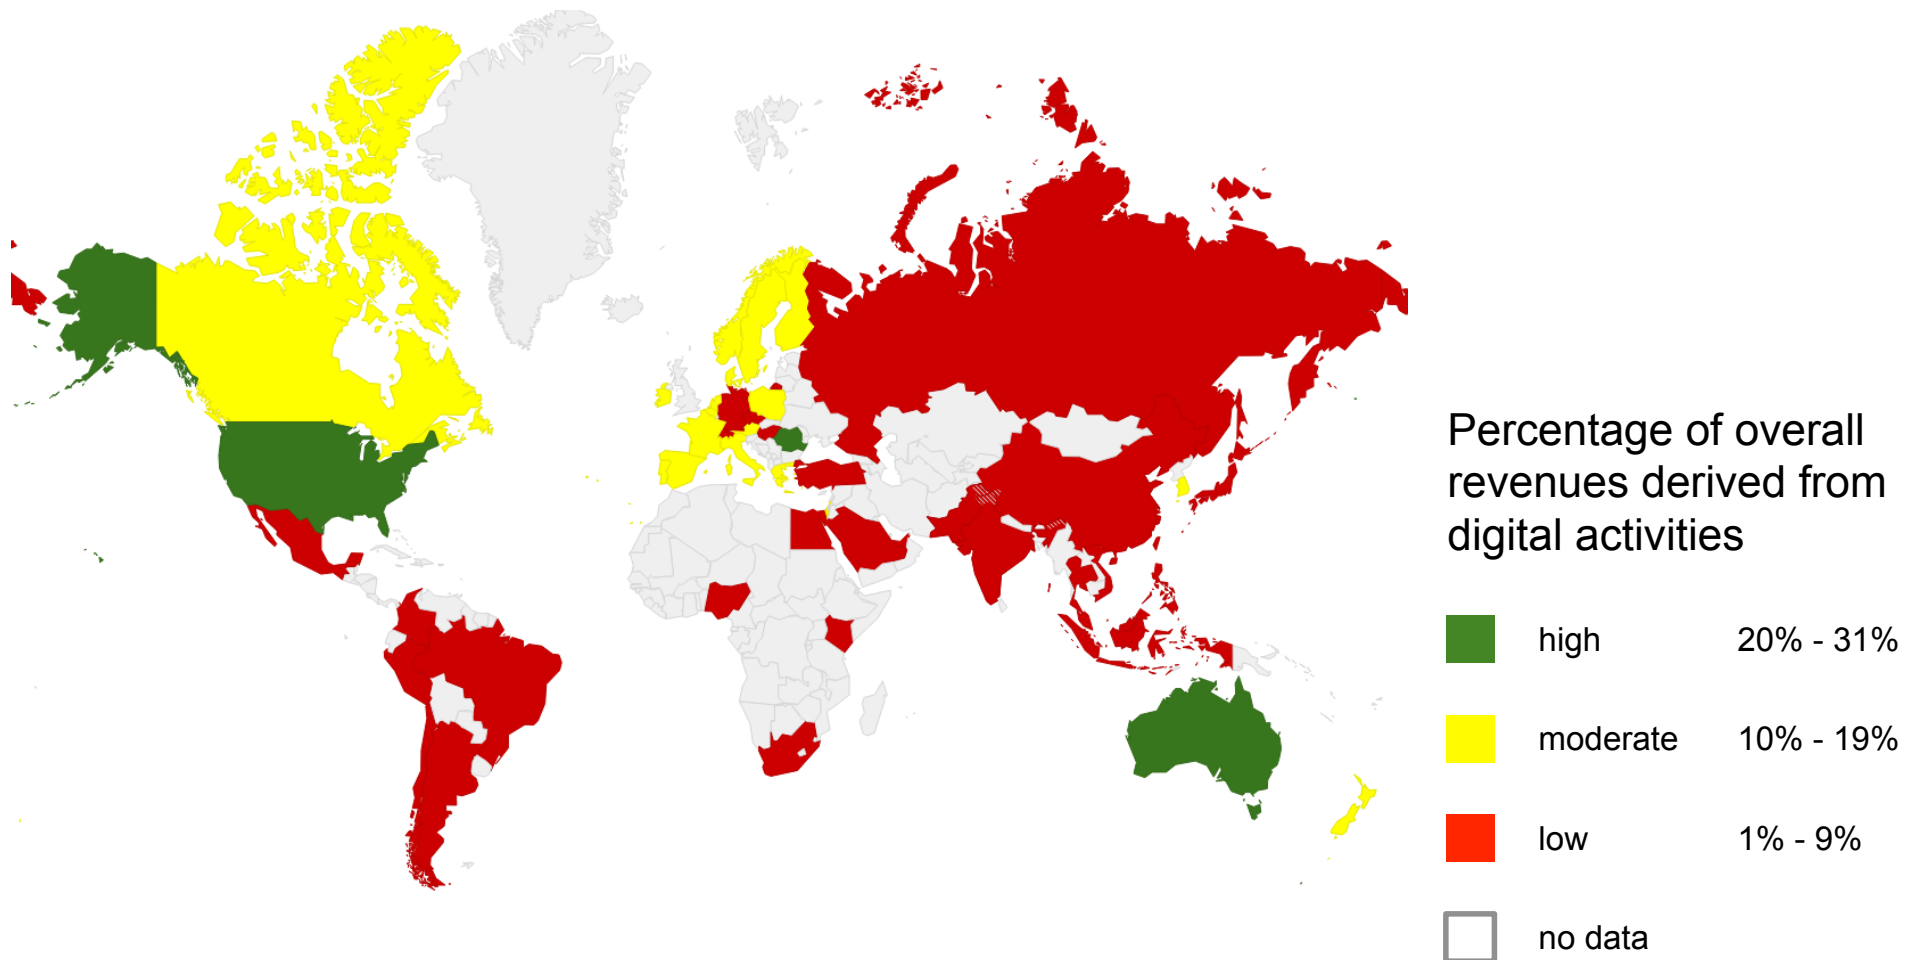 Percentage of overall
revenues derived from
digital activities
high 20% - 31%
moderate 10% - 19%
low 1% - 9%
no data